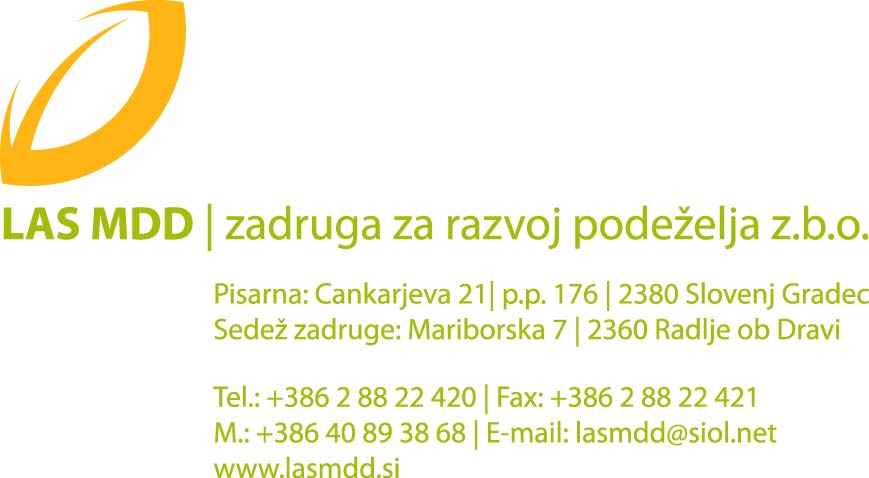 LAS MDD | zadruga za razvoj podeželja z.b.o.
Pisarna: Cankarjeva 21| p.p. 176 | 2380 Slovenj Gradec
Sedež zadruge: Mariborska 7 | 2360 Radlje ob Dravi
Tel.: +386 2 88 22 420 | Fax: +386 2 88 22 421
M.: +386 40 89 38 68 | E-mail: lasmdd@siol.net
www.lasmdd.si